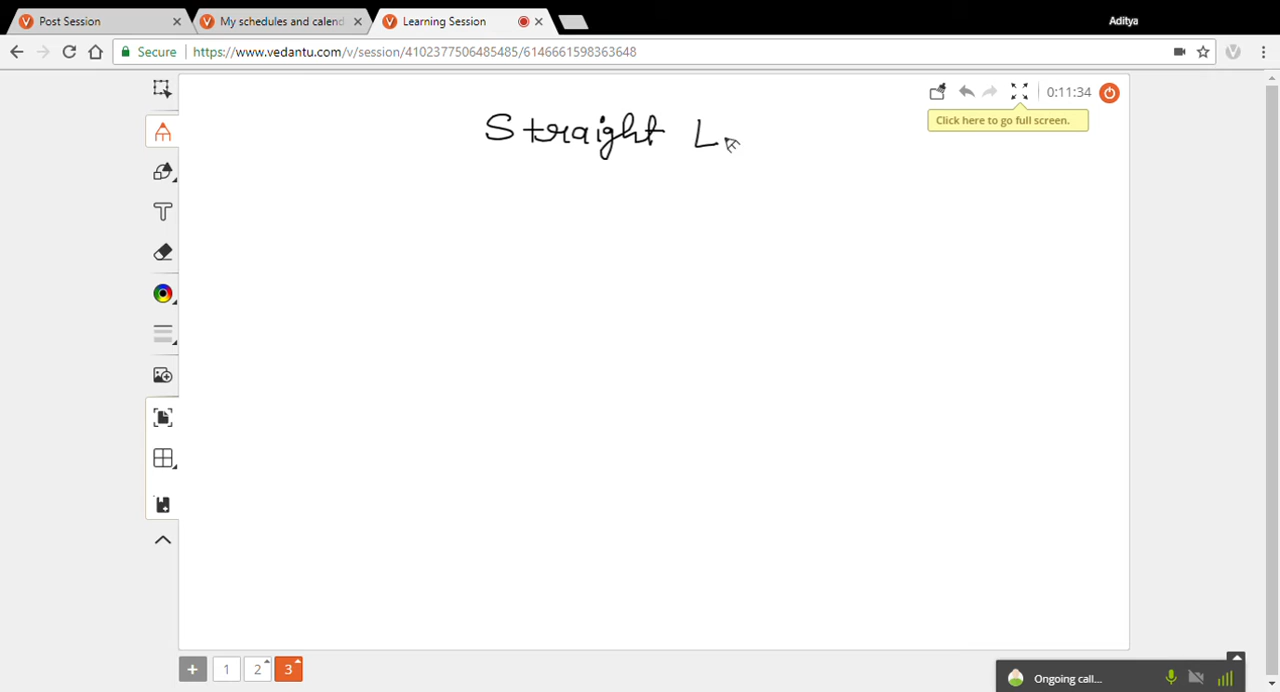 Post Session
My schedules and calend
Learning Session
Aditya
Secure
https://www.vedantu.com/v/session/4102377506485485/6146661598363648
0:11:34
Click here to go full screen.
Straight L
1
2
3
Ongoing call...